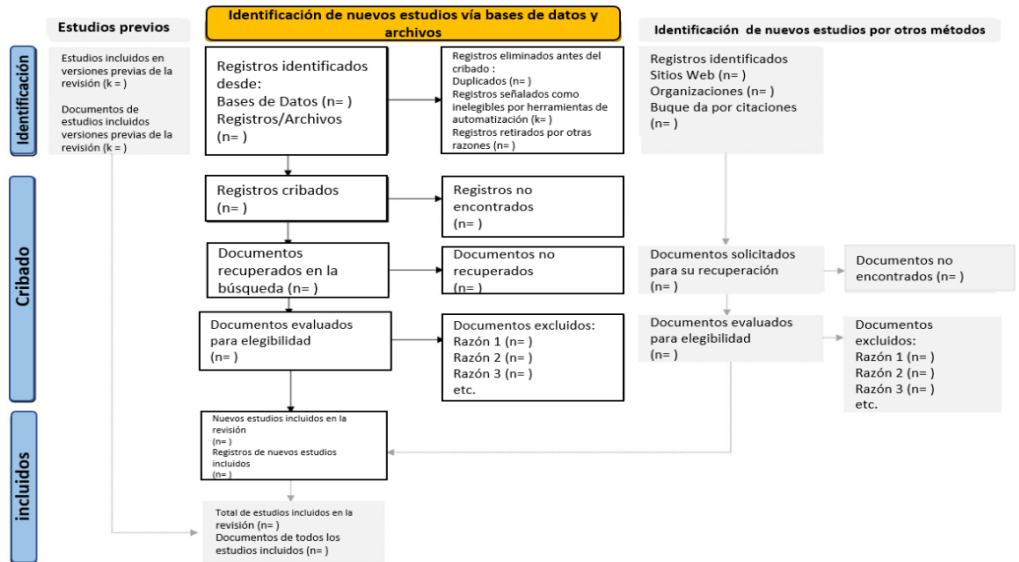 Estudios previos
Identificación de nuevos estudios vía bases de datos y
archivos
Identificación de nuevos estudios por otros métodos
Identificación
Estudios incluidos en
versiones previas de la
revisión (k = )
Documentos de
estudios incluidos
versiones previas de la
revisión (k = )
Registros identificados
desde:
Bases de Datos (n= )
Registros/Archivos
(n= )
Registros eliminados antes del
cribado :
Duplicados (n= )
Registros señalados como
inelegibles por herramientas de
automatización (k= )
Registros retirados por otras
razones (n= )
Registros identificados
Sitios Web (n= )
Organizaciones (n= )
Buque da por citaciones
(n= )
Cribado
Registros cribados
(n= )
Registros no
encontrados
(n= )
Documentos
recuperados en la
búsqueda (n= )
Documentos no
recuperados
(n= )
Documentos solicitados
para su recuperación
(n= )
Documentos no
encontrados (n= )
Documentos evaluados
para elegibilidad
(n= )
Documentos excluidos:
Razón 1 (n= )
Razón 2 (n= )
Razón 3 (n= )
etc.
Documentos evaluados
para elegibilidad
(n= )
Documentos
excluidos:
Razón 1 (n= )
Razón 2 (n= )
Razón 3 (n= )
etc.
incluidos
Nuevos estudios incluidos en la
revisión
(n= )
Registros de nuevos estudios
incluidos
(n= )
Total de estudios incluidos en la
revisión (n= )
Documentos de todos los
estudios incluidos (n= )